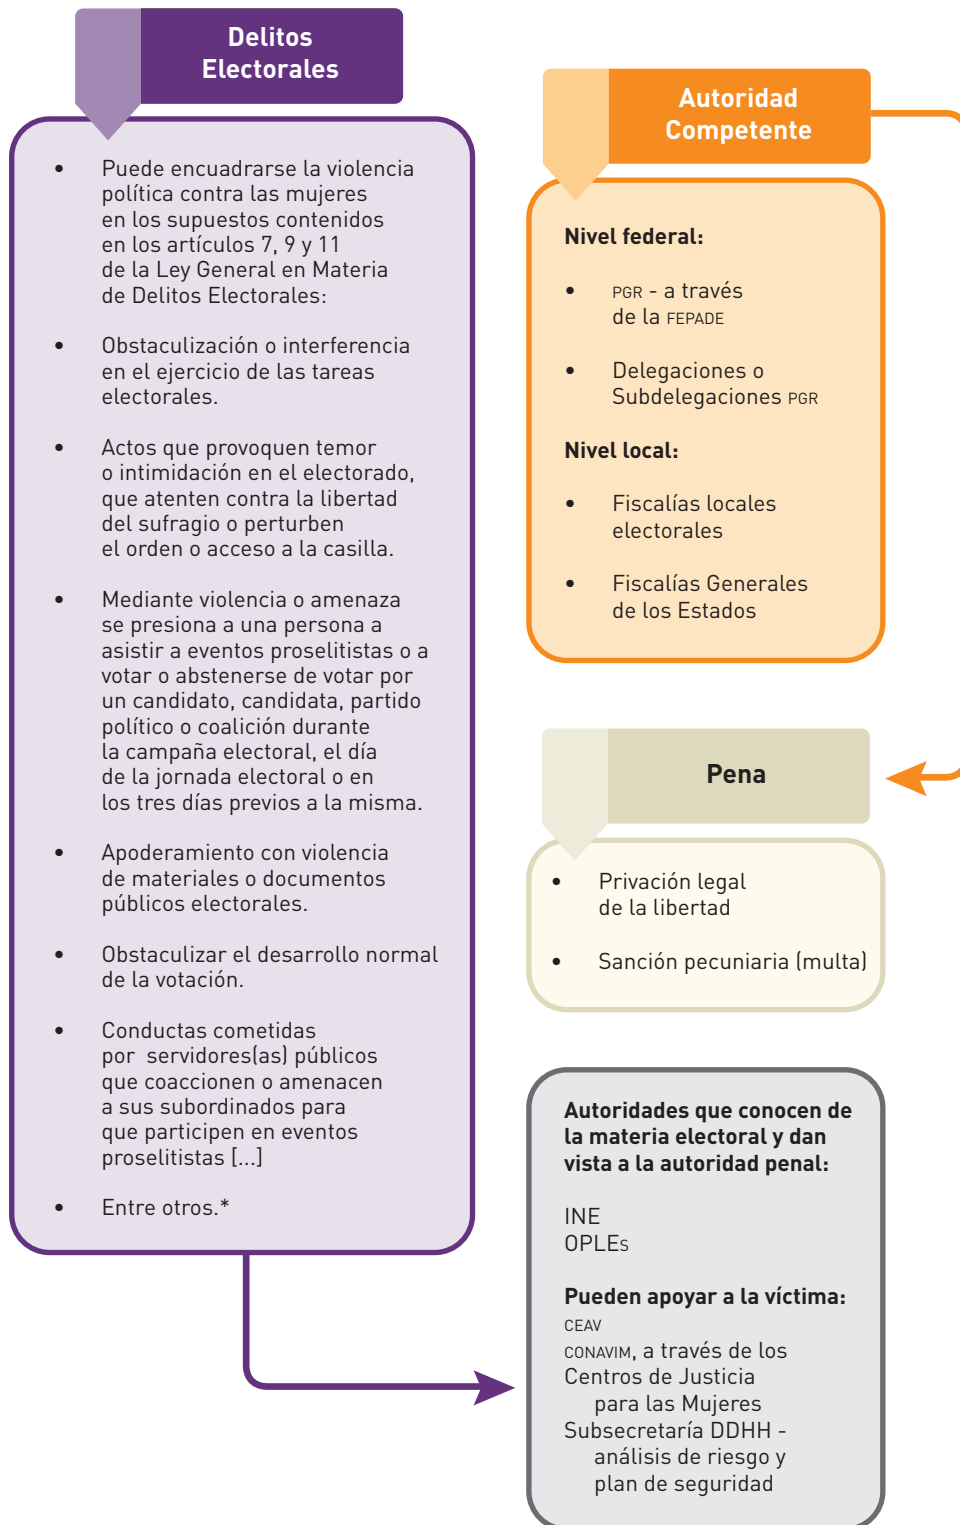 Delitos
Electorales
• Puede encuadrarse la violencia
política contra las mujeres
en los supuestos contenidos
en los artículos 7, 9 y 11
de la Ley General en Materia
de Delitos Electorales:
• Obstaculización o interferencia
en el ejercicio de las tareas
electorales.
• Actos que provoquen temor
o intimidación en el electorado,
que atenten contra la libertad
del sufragio o perturben
el orden o acceso a la casilla.
• Mediante violencia o amenaza
se presiona a una persona a
asistir a eventos proselitistas o a
votar o abstenerse de votar por
un candidato, candidata, partido
político o coalición durante
la campaña electoral, el día
de la jornada electoral o en
los tres días previos a la misma.
• Apoderamiento con violencia
de materiales o documentos
públicos electorales.
• Obstaculizar el desarrollo normal
de la votación.
• Conductas cometidas
por servidores(as) públicos
que coaccionen o amenacen
a sus subordinados para
que participen en eventos
proselitistas [...]
• Entre otros.*
Autoridad
Competente
Nivel federal:
• PGR - a través
de la FEPADE
• Delegaciones o
Subdelegaciones PGR
Nivel local:
• Fiscalías locales
electorales
• Fiscalías Generales
de los Estados
Pena
• Privación legal
de la libertad
• Sanción pecuniaria (multa)
Autoridades que conocen de
la materia electoral y dan
vista a la autoridad penal:
INE
OPLEs
Pueden apoyar a la víctima:
CEAV
CONAVIM, a través de los
Centros de Justicia
para las Mujeres
Subsecretaría DDHH -
análisis de riesgo y
plan de seguridad